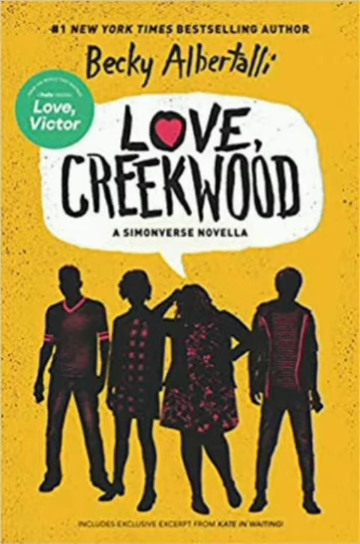 #1 NEW YORK TIMES BESTSELLING AUTHOR
Becky Albertalli
Love,
Victor
LOVE,
CREEKWOOD
A SIMONVERSE NOVELLA
INCLUDES EXCLUSIVE EXCERPT FROM KATE IN WAITING!